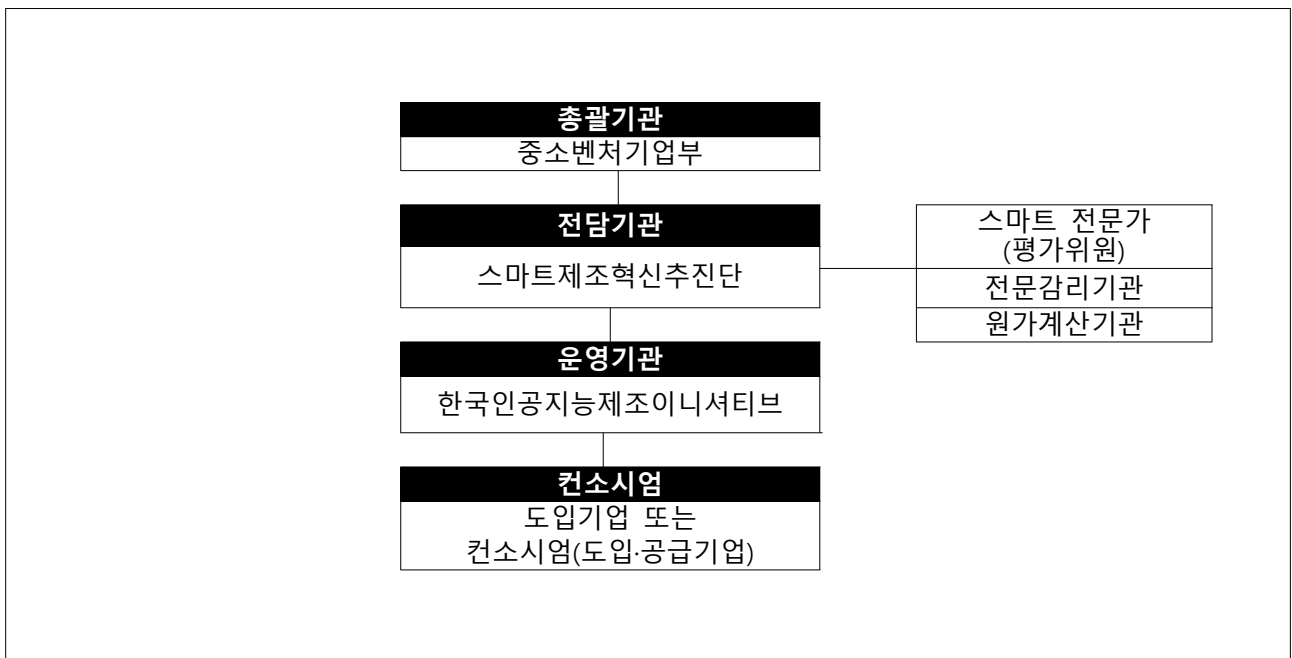 총괄기관
중소벤처기업부
전담기관
스마트제조혁신추진단
스마트 전문가
(평가위원)
전문감리기관
원가계산기관
운영기관
한국인공지능제조이니셔티브
컨소시엄
도입기업 또는
컨소시엄(도입·공급기업)